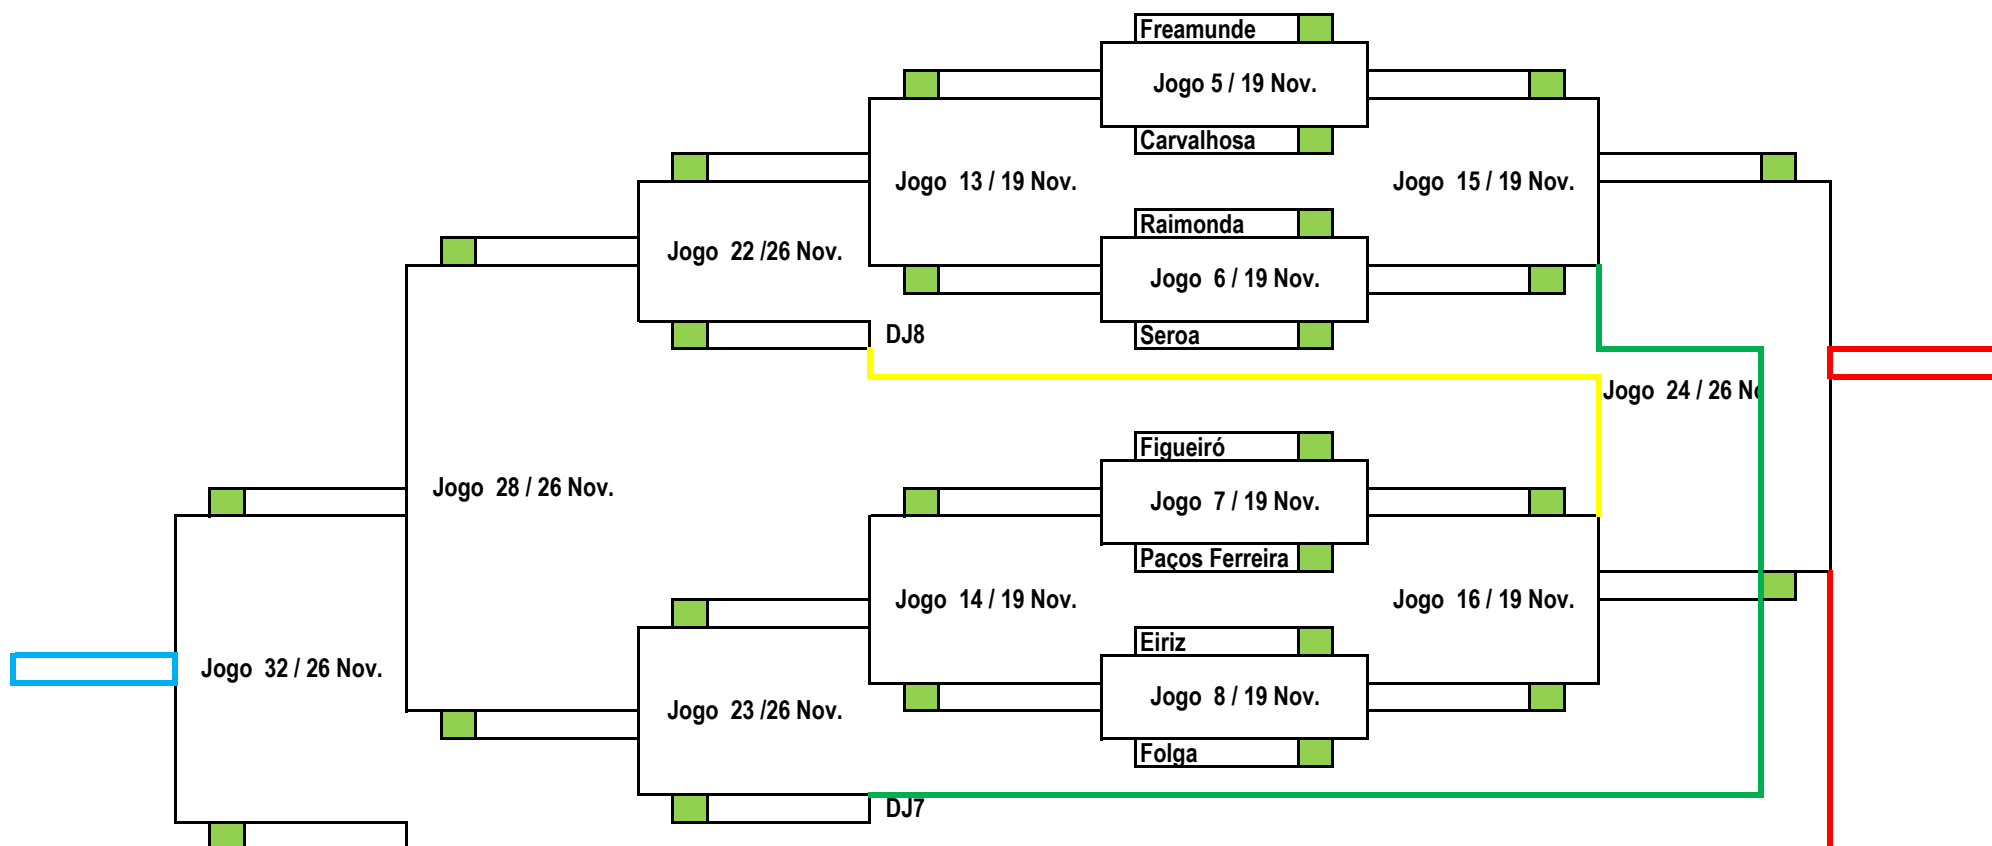 Freamunde
Jogo 5 / 19 Nov.
Carvalhosa
Jogo 13 / 19 Nov.
Jogo 15 / 19 Nov.
Raimonda
Jogo 22 /26 Nov.
Jogo 6 / 19 Nov.
DJ8
Seroa
Jogo 24 / 26
Figueiró
Jogo 28 / 26 Nov.
Jogo 7 / 19 Nov.
Paços Ferreira
Jogo 14 / 19 Nov.
Jogo 16 / 19 Nov.
Eiriz
Jogo 32 / 26 Nov.
Jogo 8 / 19 Nov.
Jogo 23 /26 Nov.
Folga
DJ7